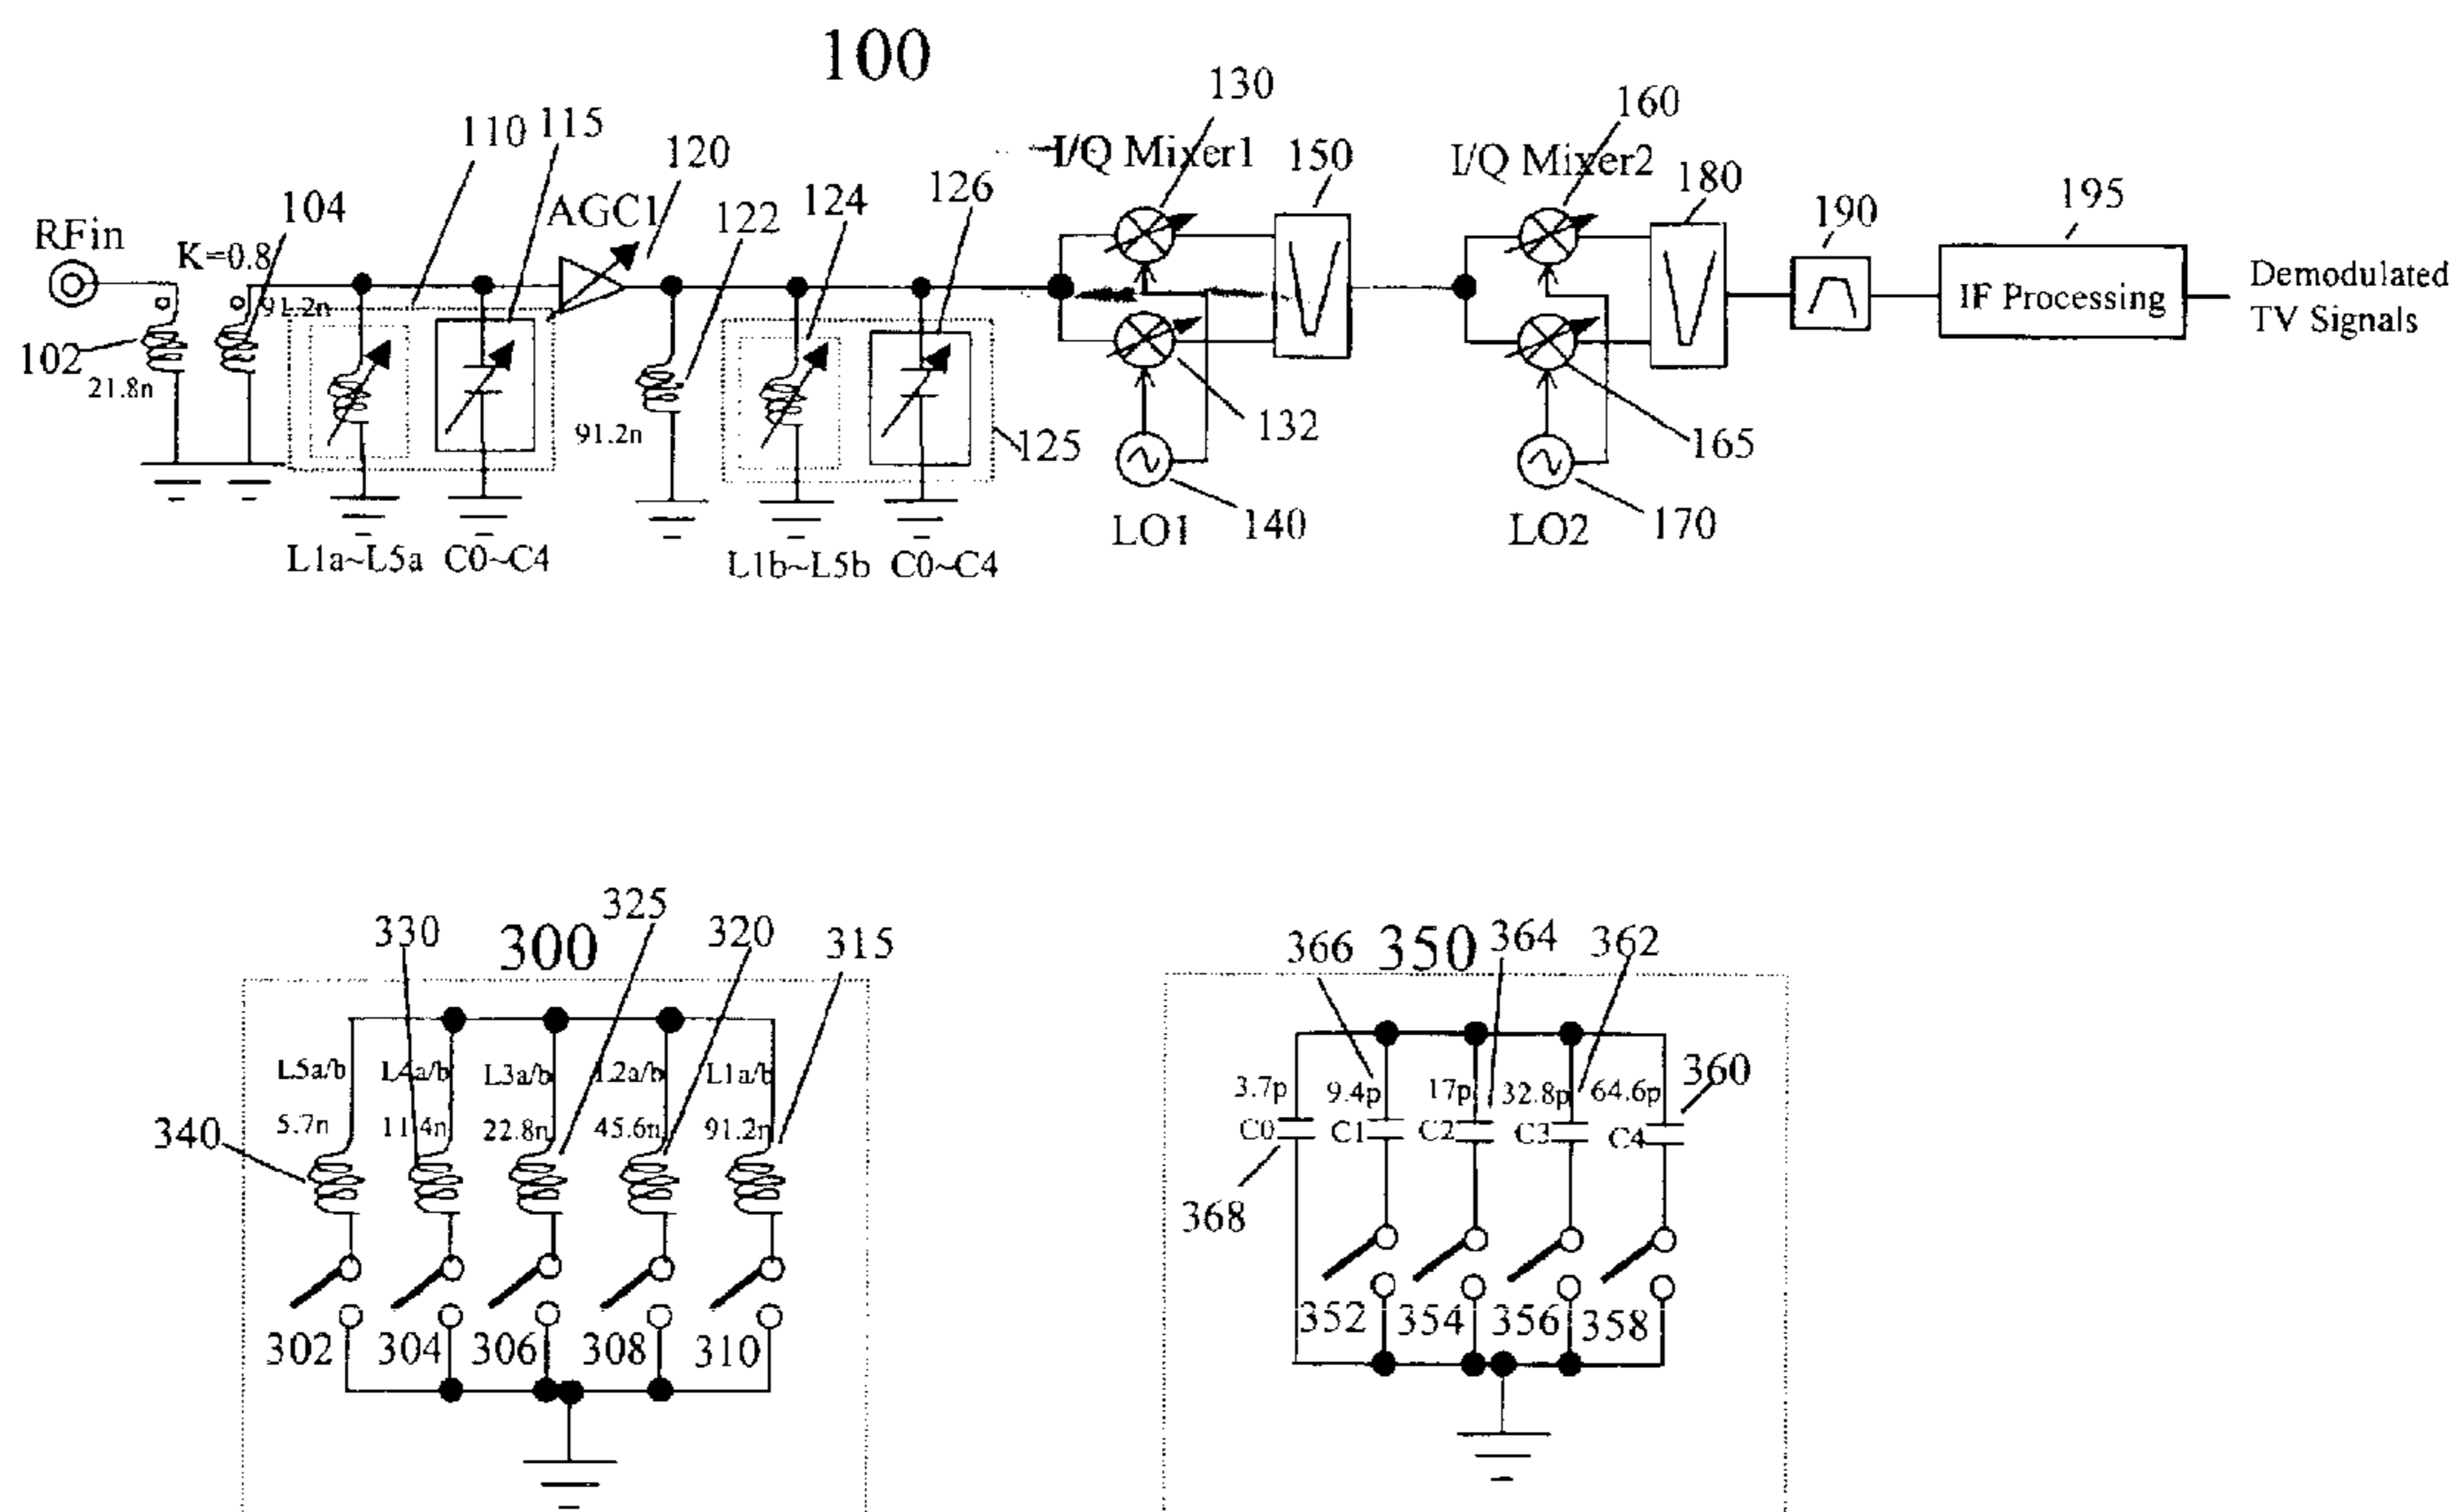 100
130
160
110 115
120
I/Q Mixer1
150
I/Q Mixer2
180
104
AGC1
122
124
126
190
195
RFin
K=0.8
91.2n
IF Processing
Demodulated
TV Signals
102
21.8n
91.2n
132
125
165
140
170
LO1
LO2
L1a~L5a C0~C4
L1b~L5b C0~C4
330
300
325
320
315
366
350
364
362
L5a/b
L4a/b
L3a/b
L2a/b
L1a/b
3.7p
9.4p
17p
32.8p
64.6p
360
340
5.7n
11.4n
22.8n
45.6n
91.2n
C0
C1
C2
C3
C4
368
302
304
306
308
310
352
354
356
358